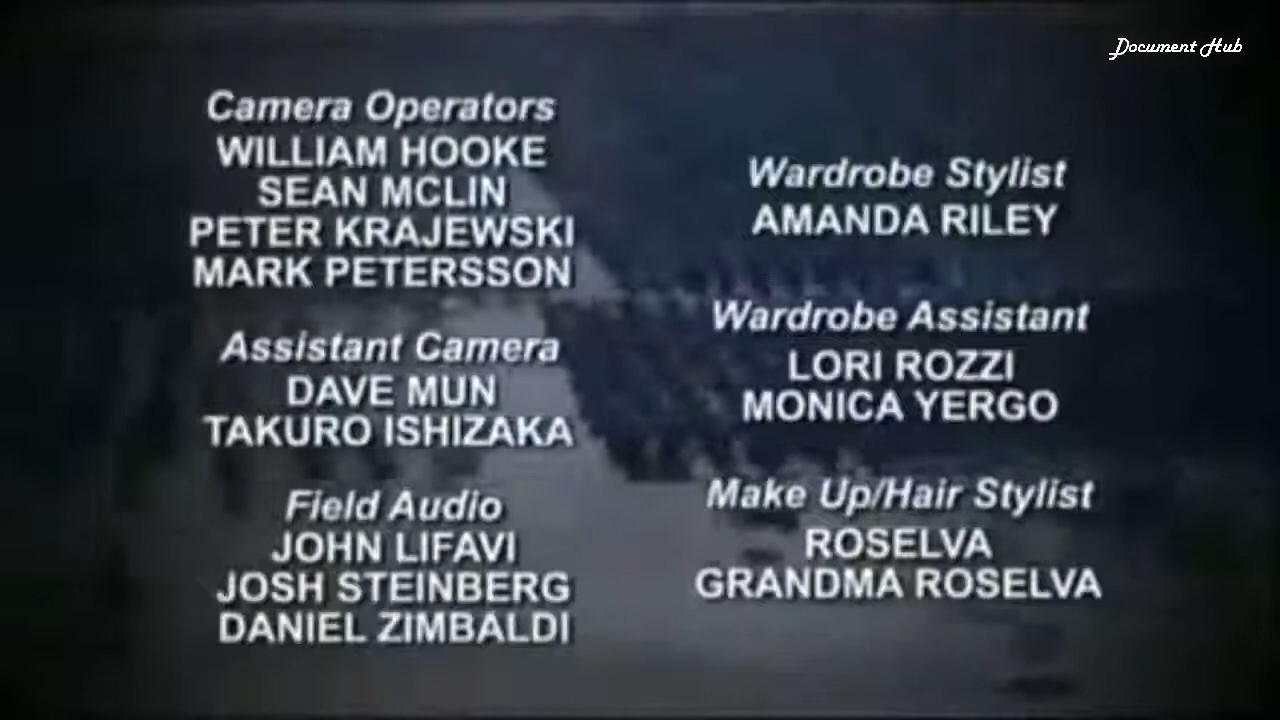 Document Hub
Camera Operators
WILLIAM HOOKE
SEAN MCLIN
PETER KRAJEWSKI
MARK PETERSSON
Assistant Camera
DAVE MUN
TAKURO ISHIZAKA
Field Audio
JOHN LIFAVI
JOSH STEINBERG
DANIEL ZIMBALDI
Wardrobe Stylist
AMANDA RILEY
Wardrobe Assistant
LORI ROZZI
MONICA YERGO
Make Up/Hair Stylist
ROSELVA
GRANDMA ROSELVA